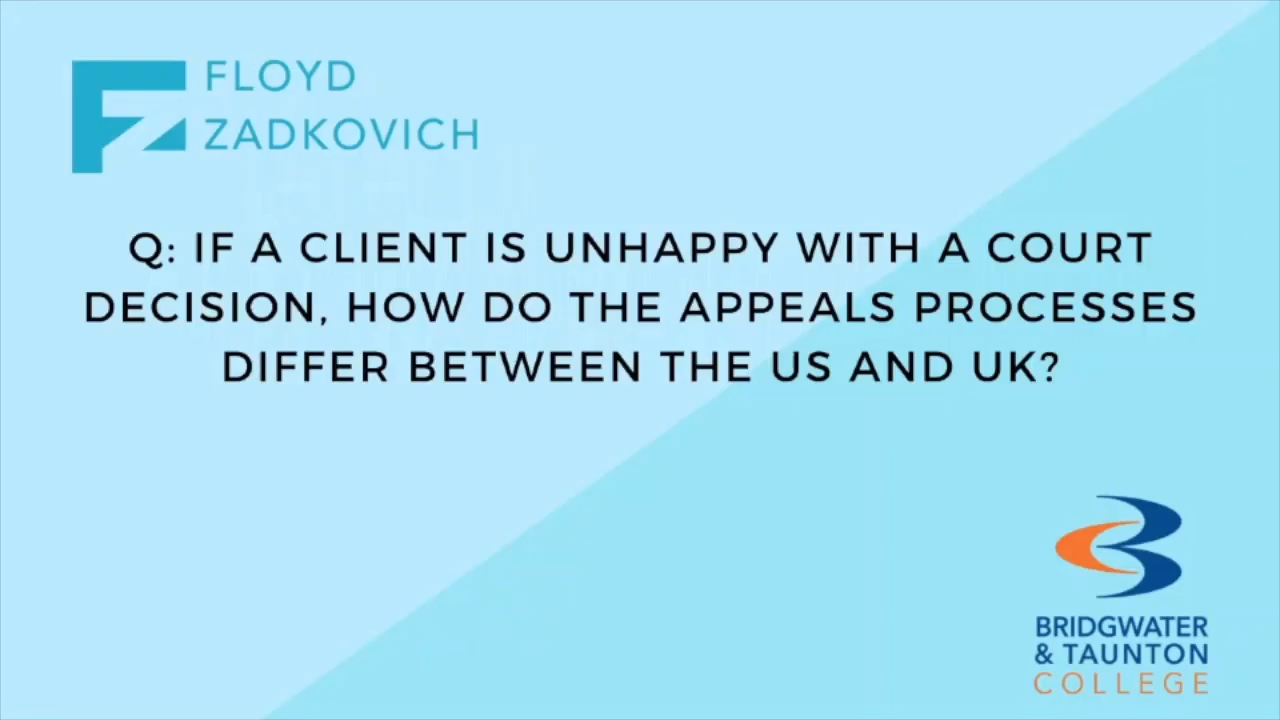 FLOYD
ZADKOVICH
Q: IF A CLIENT IS UNHAPPY WITH A COURT
DECISION, HOW DO THE APPEALS PROCESSES
DIFFER BETWEEN THE US AND UK?
BRIDGWATER
& TAUNTON
COLLEGE